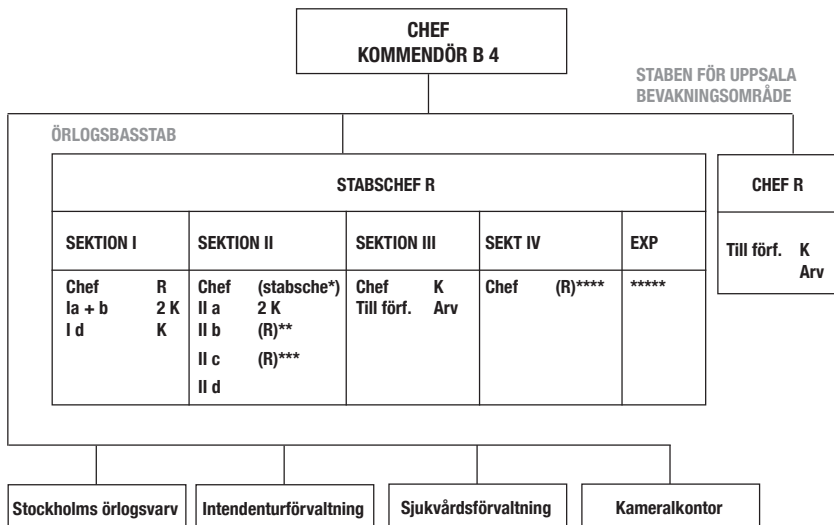 CHEF
KOMMENDÖR B 4
STABEN FÖR UPPSALA
BEVAKNINGSOMRÅDE
ÖRLOGSBASSTAB
STABSCHEF R
CHEF R
SEKTION I
Chef R
Ia + b 2 K
I d K
SEKTION II
Chef (stabsche*)
II a 2 K
II b (R)**
II c (R)***
II d
SEKTION III
Chef K
Till förf. Arv
SEKT IV
Chef (R)****
EXP
*****
Till förf. K
Arv
Stockholms örlogsvarv
Intendenturförvaltning
Sjukvårdsförvaltning
Kameralkontor